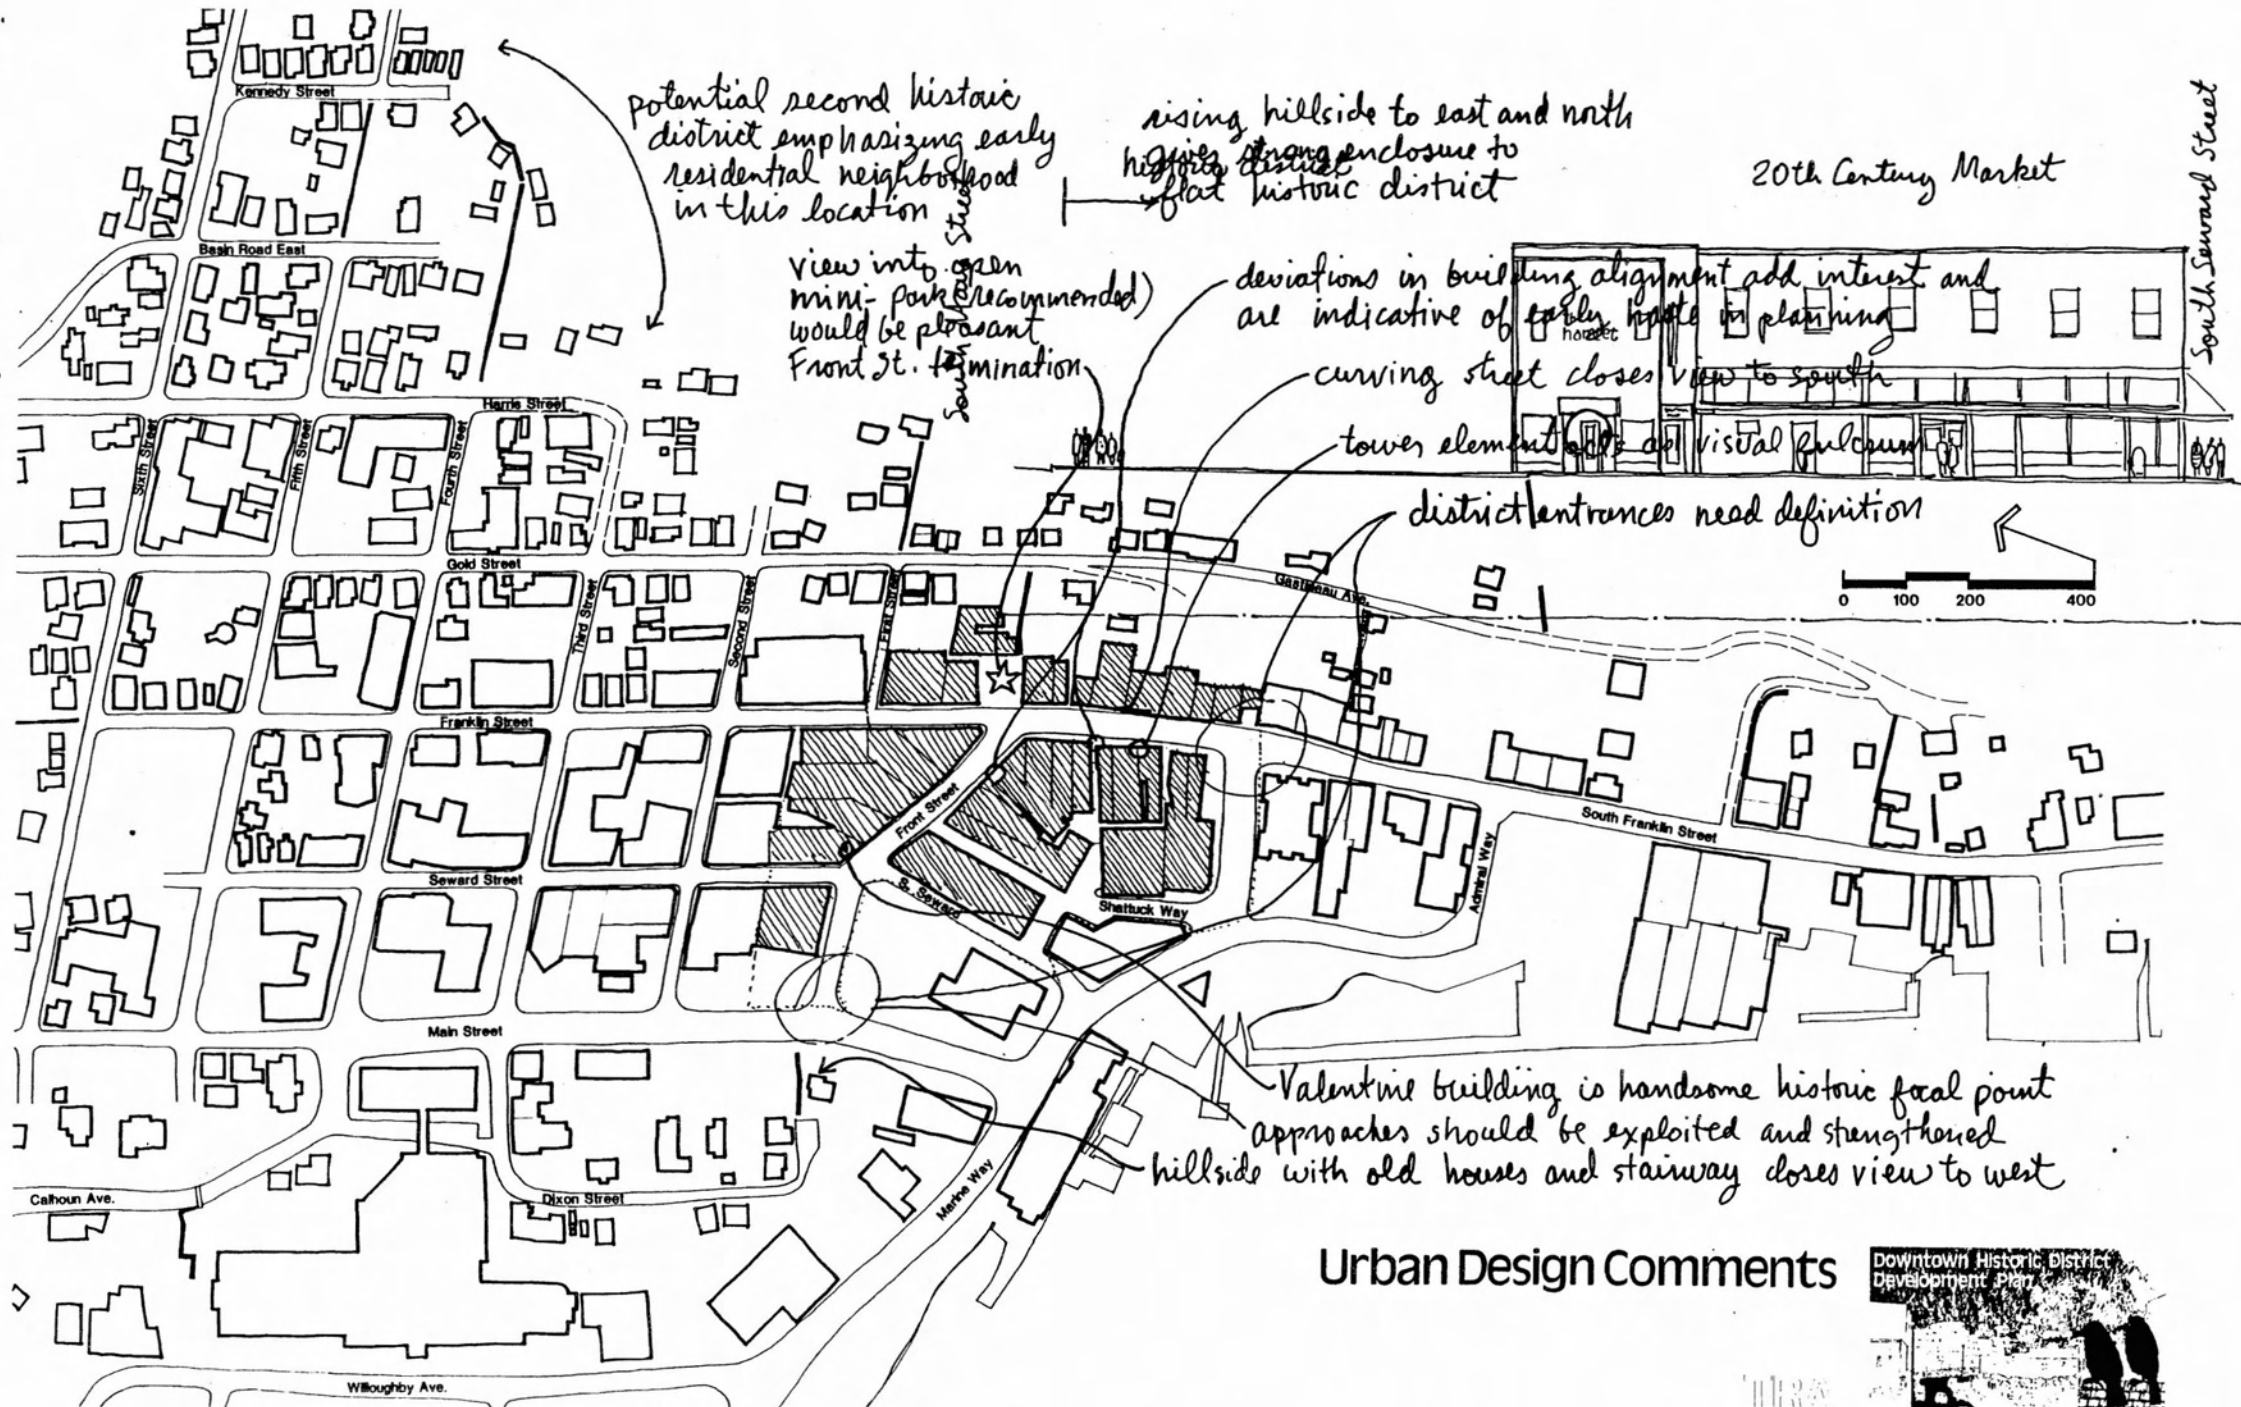 potential second historic
district emphasizing early
residential neighborhood
in this location
rising hillside to east and north
gives strong enclosure to
flat historic district
historic district
20th Century Market
South Seward Street
view into open
mini-park (recommended)
would be pleasant
Front St. termination
South Street
deviations in building alignment add interest and
are indicative of early haste in planning
curving street closes view to south
tower element acts as visual fulcrum
district entrances need definition
0 100 200 400
Kennedy Street
Basin Road East
Harris Street
Sixth Street
Fifth Street
Fourth Street
Gold Street
Third Street
Second Street
First Street
Gastineau Ave.
Franklin Street
Front Street
South Franklin Street
Seward Street
S. Seward
Shattuck Way
Admiral Way
Main Street
Valentine building is handsome historic focal point
approaches should be exploited and strengthened
hillside with old houses and stairway closes view to west
Calhoun Ave.
Dixon Street
Marine Way
Willoughby Ave.
Urban Design Comments
Downtown Historic District
Development Plan